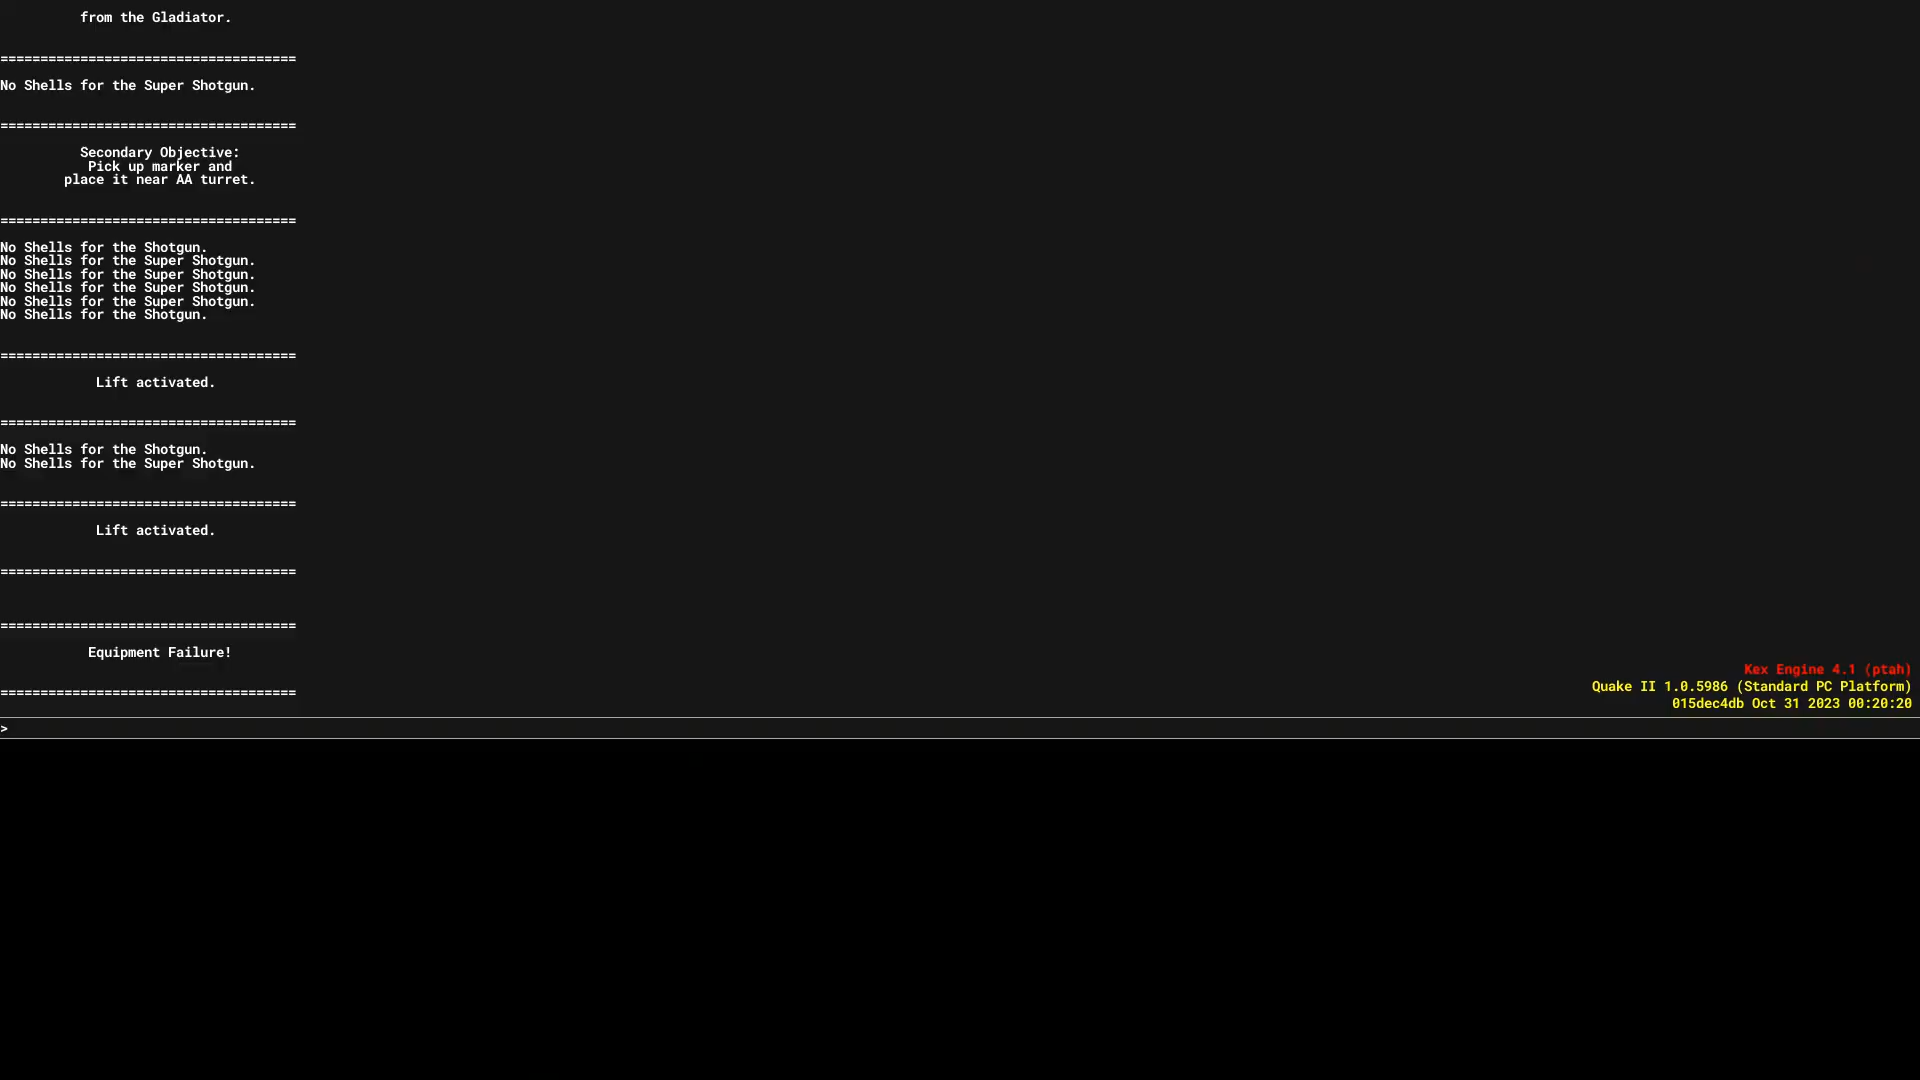 from the Gladiator.
=====================================
No Shells for the Super Shotgun.
=====================================
Secondary Objective:
Pick up marker and
place it near AA turret.
=====================================
No Shells for the Shotgun.
No Shells for the Super Shotgun.
No Shells for the Super Shotgun.
No Shells for the Super Shotgun.
No Shells for the Super Shotgun.
No Shells for the Shotgun.
=====================================
Lift activated.
=====================================
No Shells for the Shotgun.
No Shells for the Super Shotgun.
=====================================
Lift activated.
=====================================
=====================================
Equipment Failure!
=====================================
Kex Engine 4.1 (ptah)
Quake II 1.0.5986 (Standard PC Platform)
015dec4db Oct 31 2023 00:20:20
>